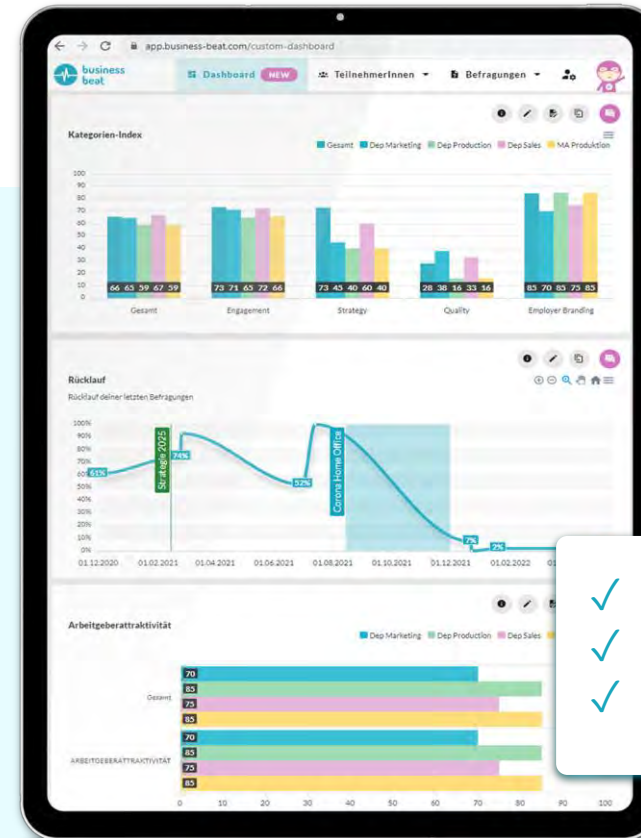 app.business-beat.com/custom-dashboard
business
beat
Dashboard NEW TeilnehmerInnen Befragungen
Kategorien-Index
Gesamt Dep Marketing Dep Production Dep Sales MA Produktion
100
90
80
70
60
50
40
30
20
10
0
66 65 59 67 59 73 71 65 72 66 73 45 40 60 40 28 38 16 33 16 85 70 85 75 85
Gesamt Engagement Strategy Quality Employer Branding
Rücklauf
Rücklauf deiner letzten Befragungen
100%
90%
80%
70%
60%
50%
40%
30%
20%
10%
0%
61%
Strategie 2025
74%
52%
Corona Home Office
7%
2%
01.12.2020 01.02.2021 01.04.2021 01.06.2021 01.08.2021 01.10.2021 01.12.2021 01.02.2022
Arbeitgeberattraktivität
Dep Marketing Dep Production Dep Sales
Gesamt
70
85
75
85
ARBEITGEBERATTRAKTIVITÄT
70
85
75
85
0 10 20 30 40 50 60 70 80 90 100